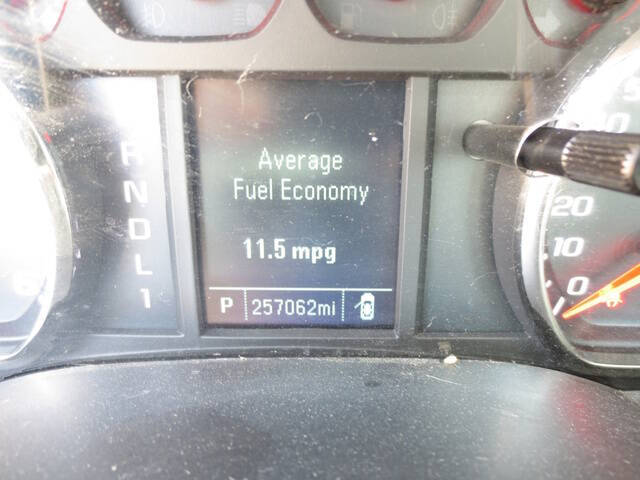 Average
Fuel Economy
11.5 mpg
P 257062mi
R
N
D
L
1
20
10
0